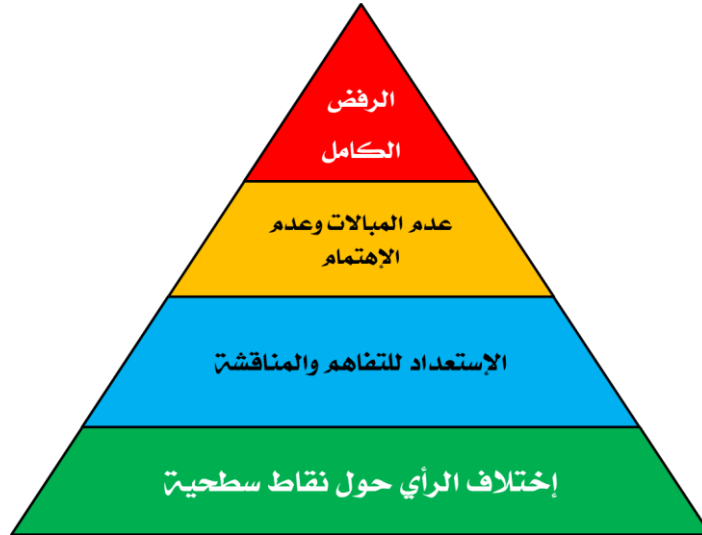 الرفض
الكامل
عدم المبالات وعدم
الإهتمام
الإستعداد للتفاهم والمناقشة
إختلاف الرأي حول نقاط سطحية